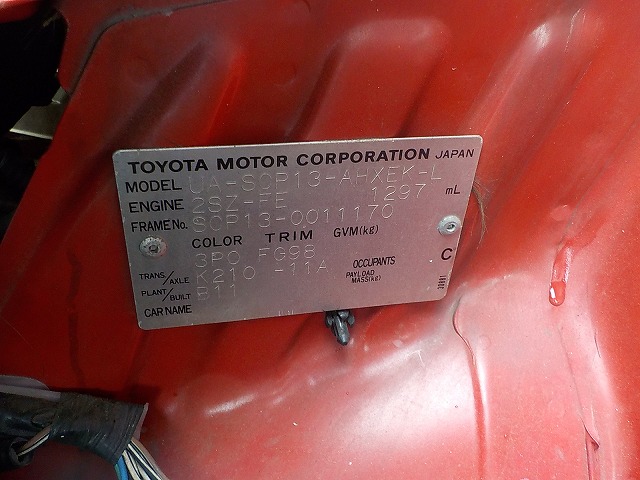 TOYOTA MOTOR CORPORATION JAPAN
MODEL UA-SCP13-AHXEK-L
ENGINE 2SZ-FE 1297 mL
FRAME No. SCP13-0011170
COLOR TRIM GVM(kg)
3P0 FG98
TRANS./AXLE K210 -11A OCCUPANTS
PLANT/BUILT B11 PAYLOAD MASS(kg)
CAR NAME
C